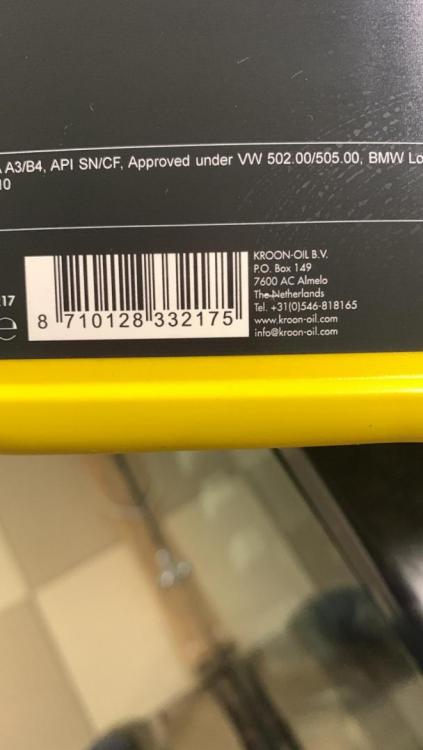 A3/B4, API SN/CF, Approved under VW 502.00/505.00, BMW Lo
10
KROON-OIL B.V.
P.O. Box 149
7600 AC Almelo
The Netherlands
Tel. +31(0)546-818165
www.kroon-oil.com
info@kroon-oil.com
17
e
8 710128 332175